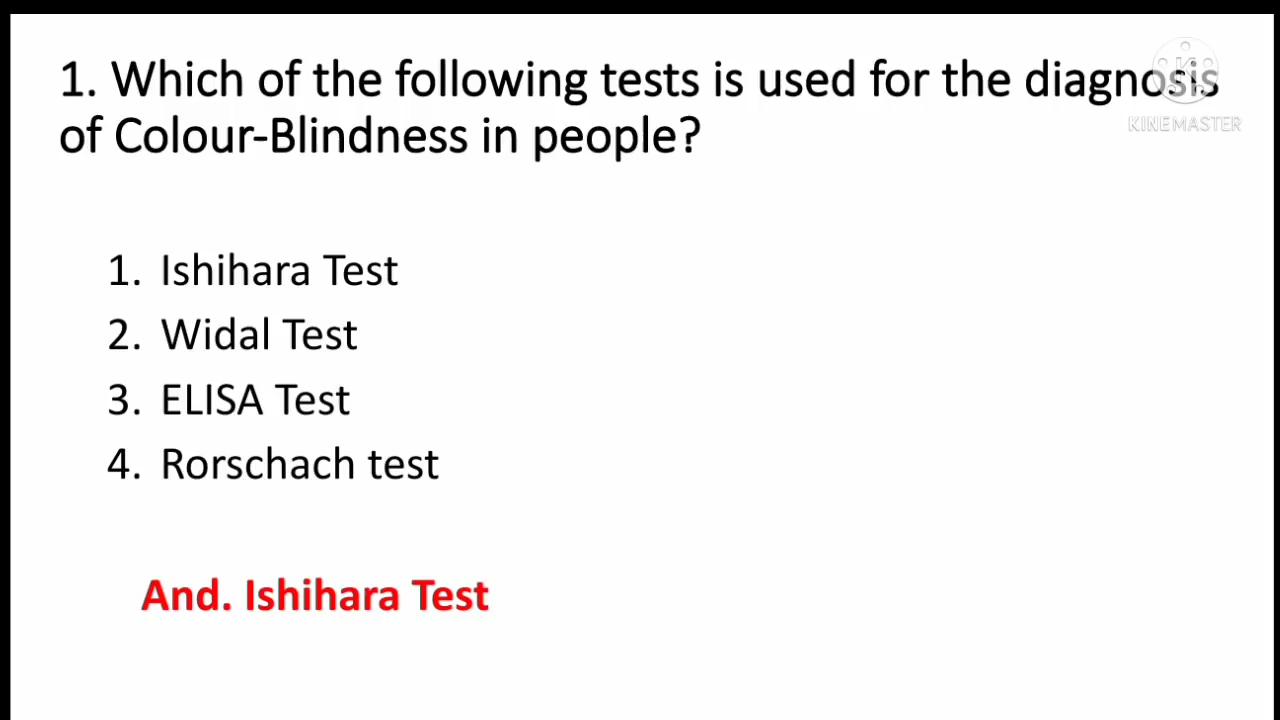 1. Which of the following tests is used for the diagnosis
of Colour-Blindness in people?
KINEMASTER
1. Ishihara Test
2. Widal Test
3. ELISA Test
4. Rorschach test
And. Ishihara Test